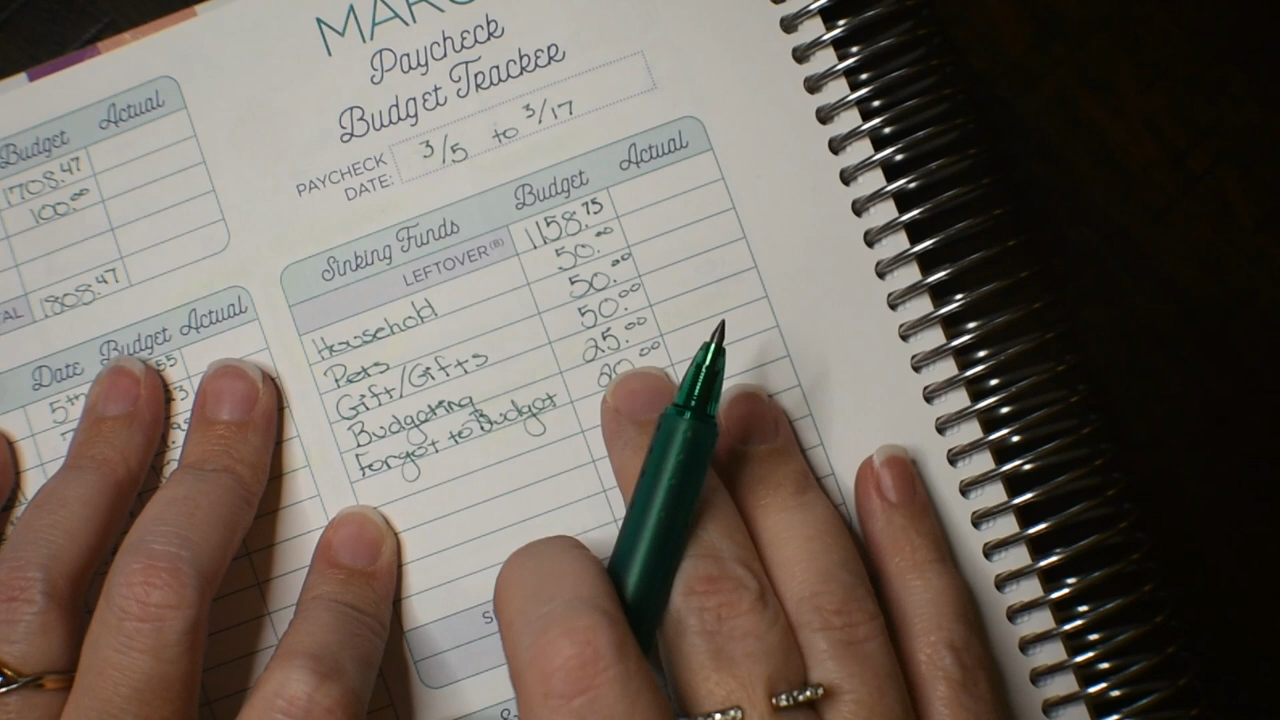 MAR
Paycheck
Budget Tracker
PAYCHECK DATE: 3/5 to 3/17
Budget Actual
1708.47
100.00
1808.47
Date Budget Actual
5th
Sinking Funds Budget Actual
LEFTOVER (B) 1158.75
Household 50.00
Pets 50.00
Gift/Gifts 50.00
Budgeting 25.00
Forgot to Budget 20.00